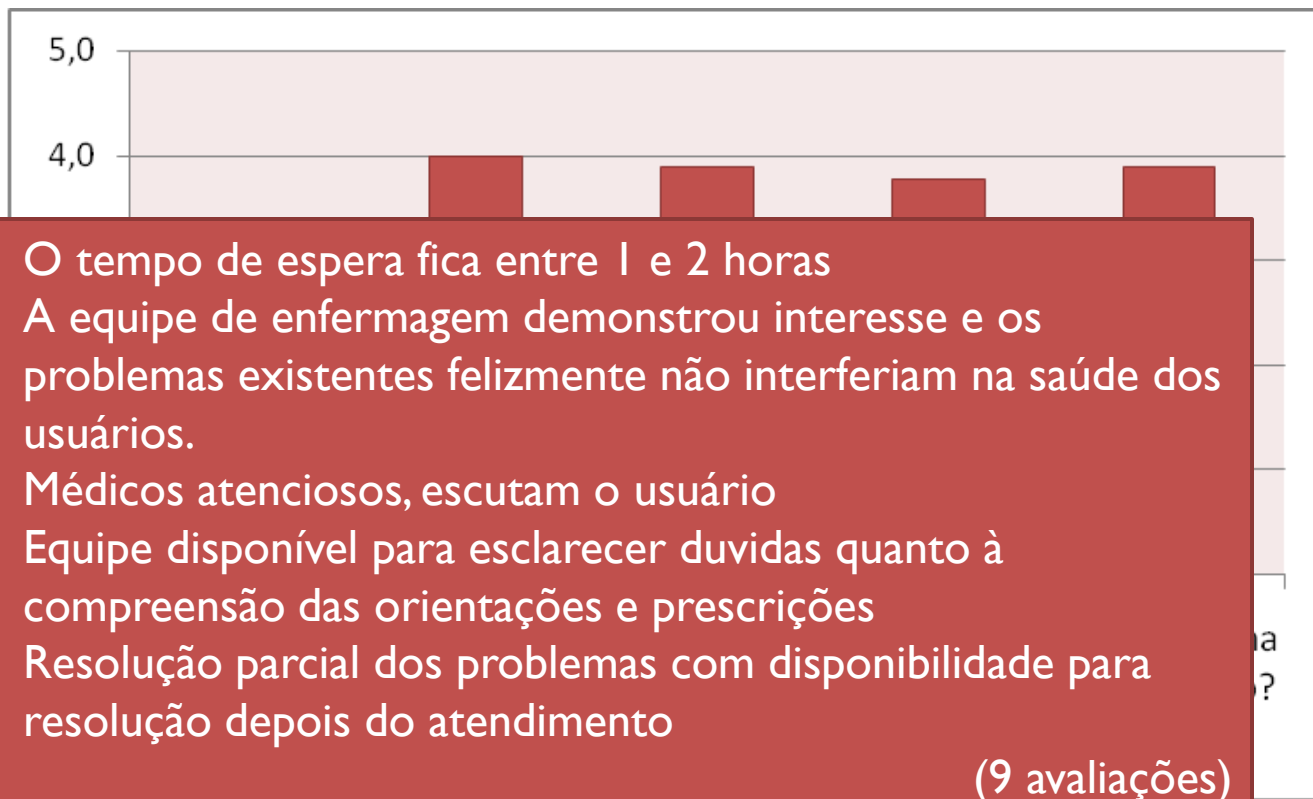 5,0
4,0
O tempo de espera fica entre 1 e 2 horas
A equipe de enfermagem demonstrou interesse e os
problemas existentes felizmente não interferiam na saúde dos
usuários.
Médicos atenciosos, escutam o usuário
Equipe disponível para esclarecer duvidas quanto à
compreensão das orientações e prescrições
Resolução parcial dos problemas com disponibilidade para
resolução depois do atendimento
(9 avaliações)